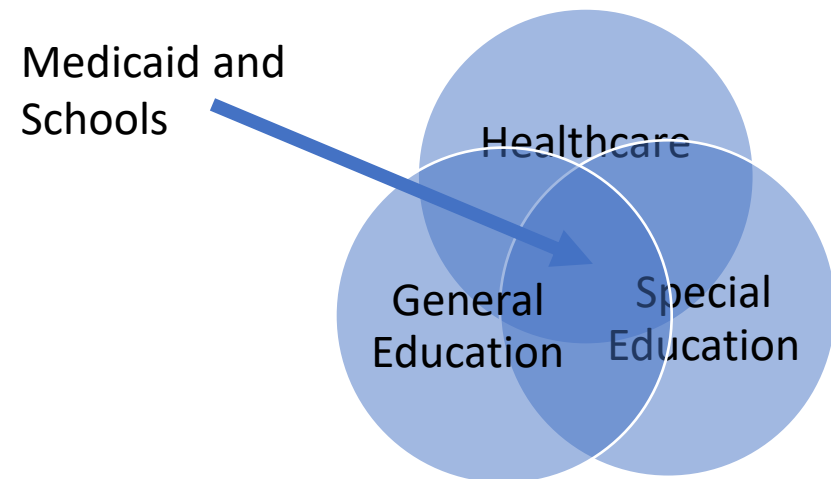 Medicaid and
Schools
Healthcare
General
Education
Special
Education